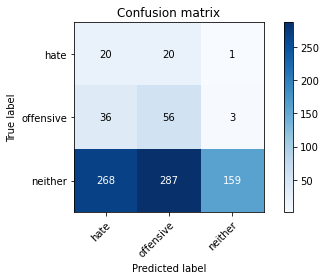 Confusion matrix
hate
20
20
1
offensive
36
56
3
neither
268
287
159
hate
offensive
neither
Predicted label
True label
250
200
150
100
50